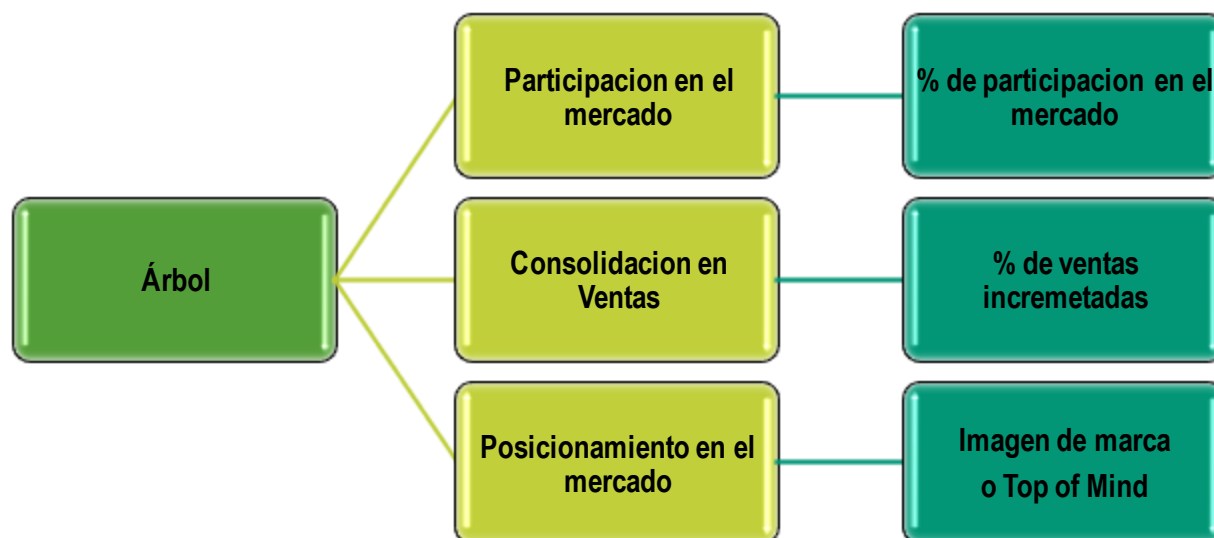 Participacion en el
mercado
% de participacion en el
mercado
Árbol
Consolidacion en
Ventas
% de ventas
incremetadas
Posicionamiento en el
mercado
Imagen de marca
o Top of Mind